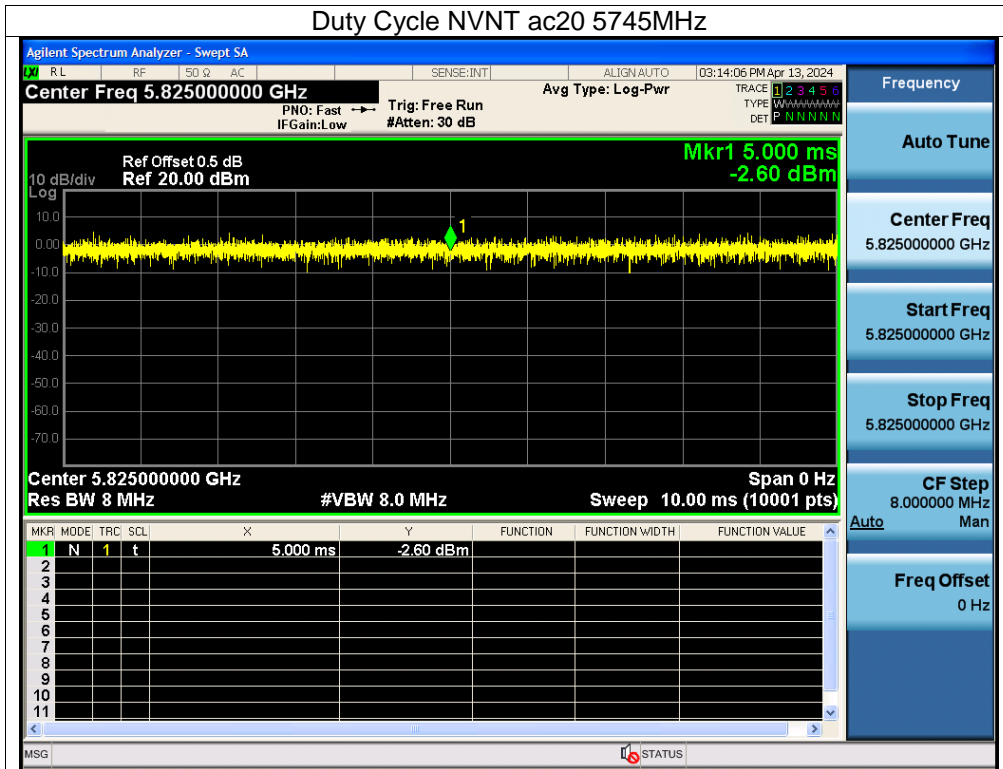 Duty Cycle NVNT ac20 5745MHz
Agilent Spectrum Analyzer - Swept SA
LXI RL RF 50 Ω AC SENSE:INT ALIGN AUTO 03:14:06 PM Apr 13, 2024
Center Freq 5.825000000 GHz Avg Type: Log-Pwr TRACE 1 2 3 4 5 6
PNO: Fast Trig: Free Run TYPE WWWWWW
IFGain:Low #Atten: 30 dB DET P N N N N N
Mkr1 5.000 ms
Ref Offset 0.5 dB
10 dB/div Ref 20.00 dBm -2.60 dBm
Log
10.0
1
0.00
-10.0
-20.0
-30.0
-40.0
-50.0
-60.0
-70.0
Center 5.825000000 GHz Span 0 Hz
Res BW 8 MHz #VBW 8.0 MHz Sweep 10.00 ms (10001 pts)
MKR MODE TRC SCL X Y FUNCTION FUNCTION WIDTH FUNCTION VALUE
1 N 1 t 5.000 ms -2.60 dBm
2
3
4
5
6
7
8
9
10
11
MSG STATUS
Frequency
Auto Tune
Center Freq
5.825000000 GHz
Start Freq
5.825000000 GHz
Stop Freq
5.825000000 GHz
CF Step
8.000000 MHz
Auto Man
Freq Offset
0 Hz